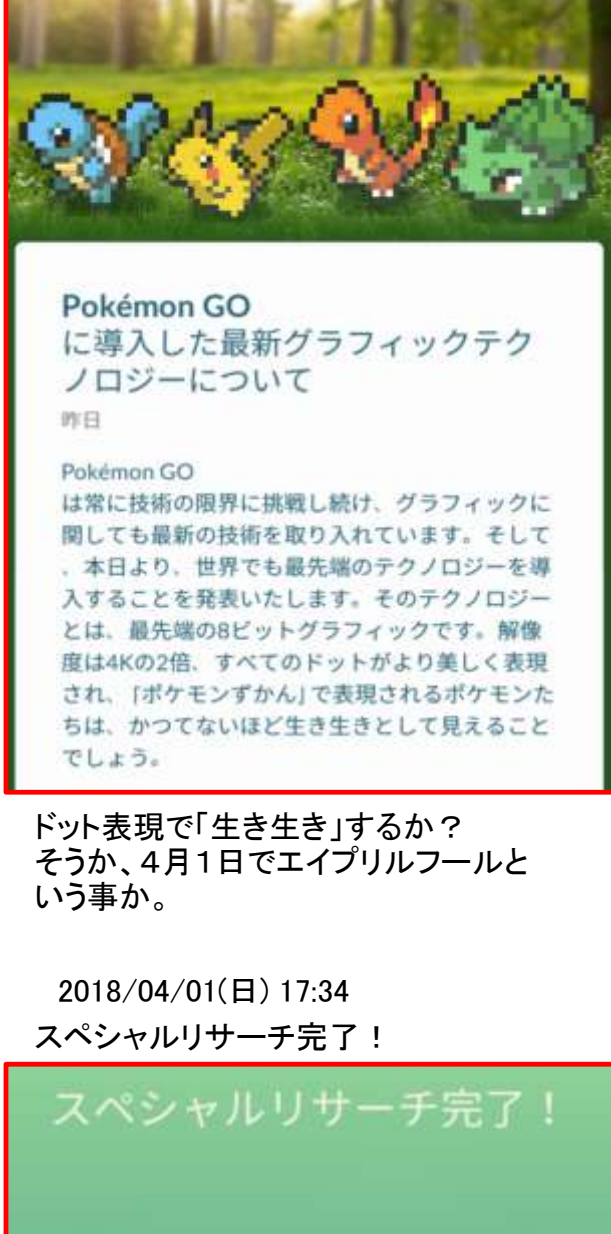 Pokémon GO
に導入した最新グラフィックテク
ノロジーについて
昨日
Pokémon GO
は常に技術の限界に挑戦し続け、グラフィックに
関しても最新の技術を取り入れています。そして
、本日より、世界でも最先端のテクノロジーを導
入することを発表いたします。そのテクノロジー
とは、最先端の8ビットグラフィックです。解像
度は4Kの2倍、すべてのドットがより美しく表現
され、「ポケモンずかん」で表現されるポケモンた
ちは、かつてないほど生き生きとして見えること
でしょう。
ドット表現で「生き生き」するか？
そうか、４月１日でエイプリルフールと
いう事か。
2018/04/01(日) 17:34
スペシャルリサーチ完了！
スペシャルリサーチ完了！